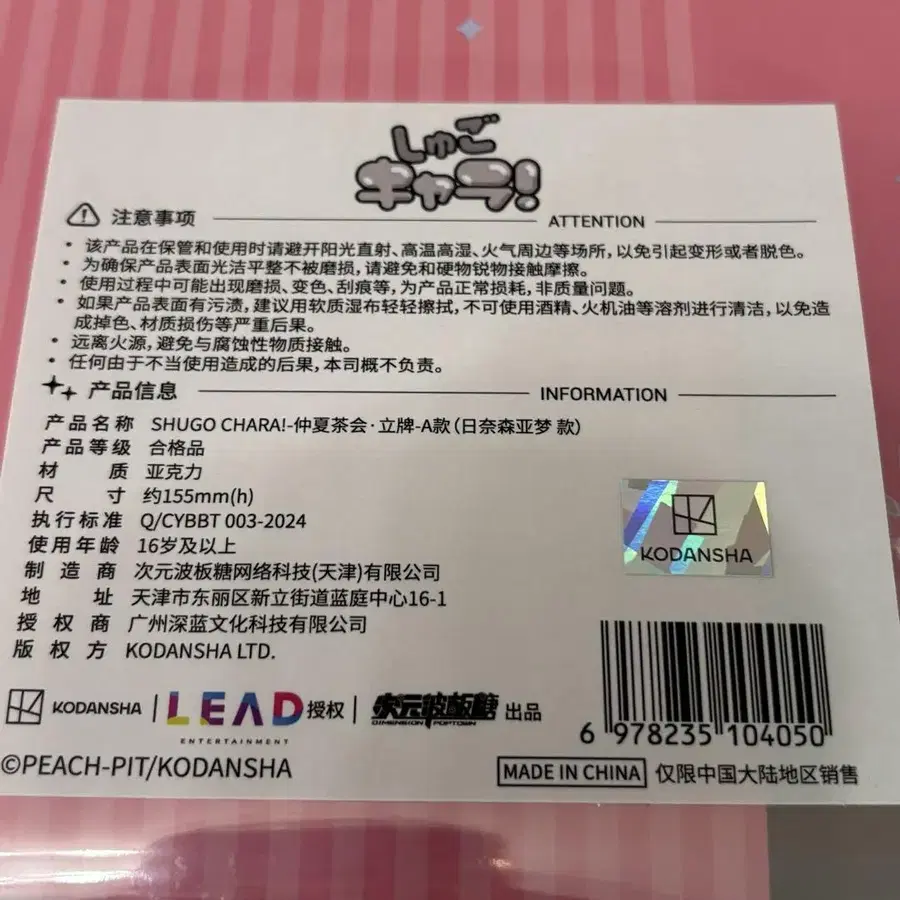 しゅご
キャラ!
注意事项 ATTENTION
• 该产品在保管和使用时请避开阳光直射、高温高湿、火气周边等场所,以免引起变形或者脱色。
• 为确保产品表面光洁平整不被磨损,请避免和硬物锐物接触摩擦。
• 使用过程中可能出现磨损、变色、刮痕等,为产品正常损耗,非质量问题。
• 如果产品表面有污渍,建议用软质湿布轻轻擦拭,不可使用酒精、火机油等溶剂进行清洁,以免造
成掉色、材质损伤等严重后果。
• 远离火源,避免与腐蚀性物质接触。
• 任何由于不当使用造成的后果,本司概不负责。
产品信息 INFORMATION
产品名称 SHUGO CHARA!-仲夏茶会·立牌-A款(日奈森亚梦 款)
产品等级 合格品
材质 亚克力
尺寸 约155mm(h)
执行标准 Q/CYBBT 003-2024
使用年龄 16岁及以上
制造商 次元波板糖网络科技(天津)有限公司
地址 天津市东丽区新立街道蓝庭中心16-1
授权商 广州深蓝文化科技有限公司
版权方 KODANSHA LTD.
KODANSHA
KODANSHA | LEAD ENTERTAINMENT 授权 | 次元波板糖 DIMENSION POPTOWN 出品
6 978235 104050
©PEACH-PIT/KODANSHA
MADE IN CHINA 仅限中国大陆地区销售